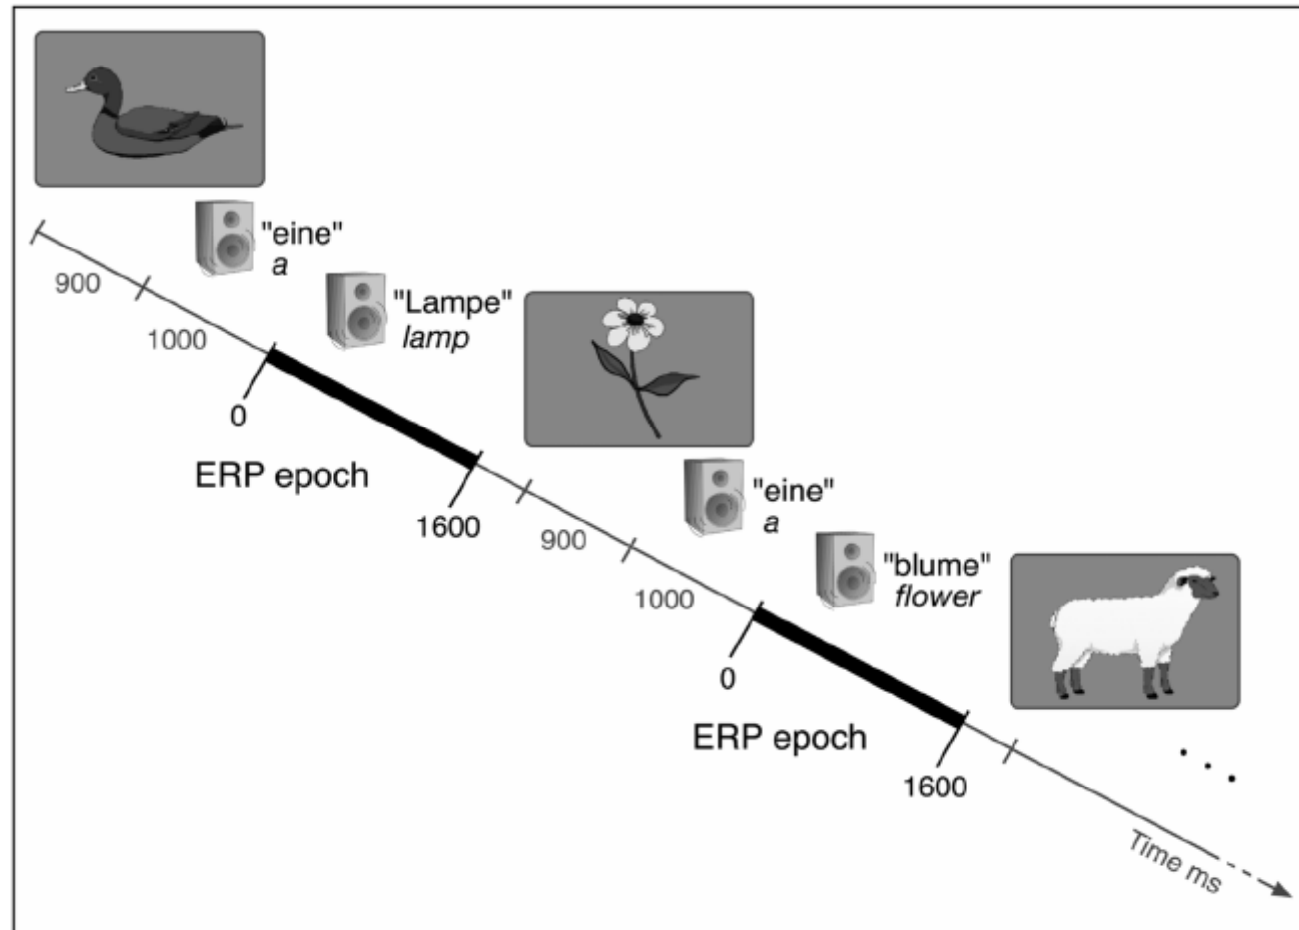 "eine"
a
900
"Lampe"
lamp
1000
0
ERP epoch
1600
"eine"
a
900
"blume"
flower
1000
0
ERP epoch
1600
Time ms